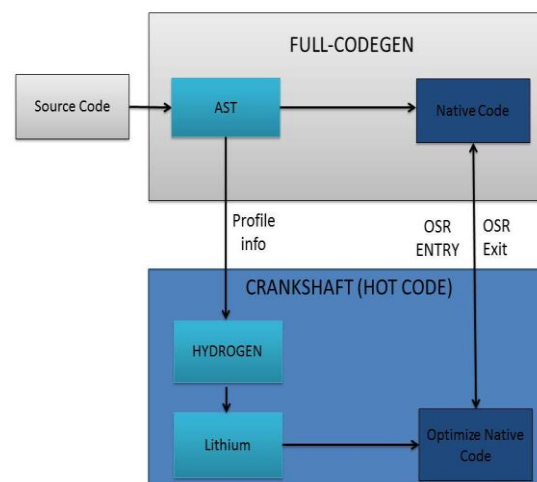 FULL-CODEGEN
Source Code
AST
Native Code
Profile
info
OSR
ENTRY
OSR
Exit
CRANKSHAFT (HOT CODE)
HYDROGEN
Lithium
Optimize Native
Code